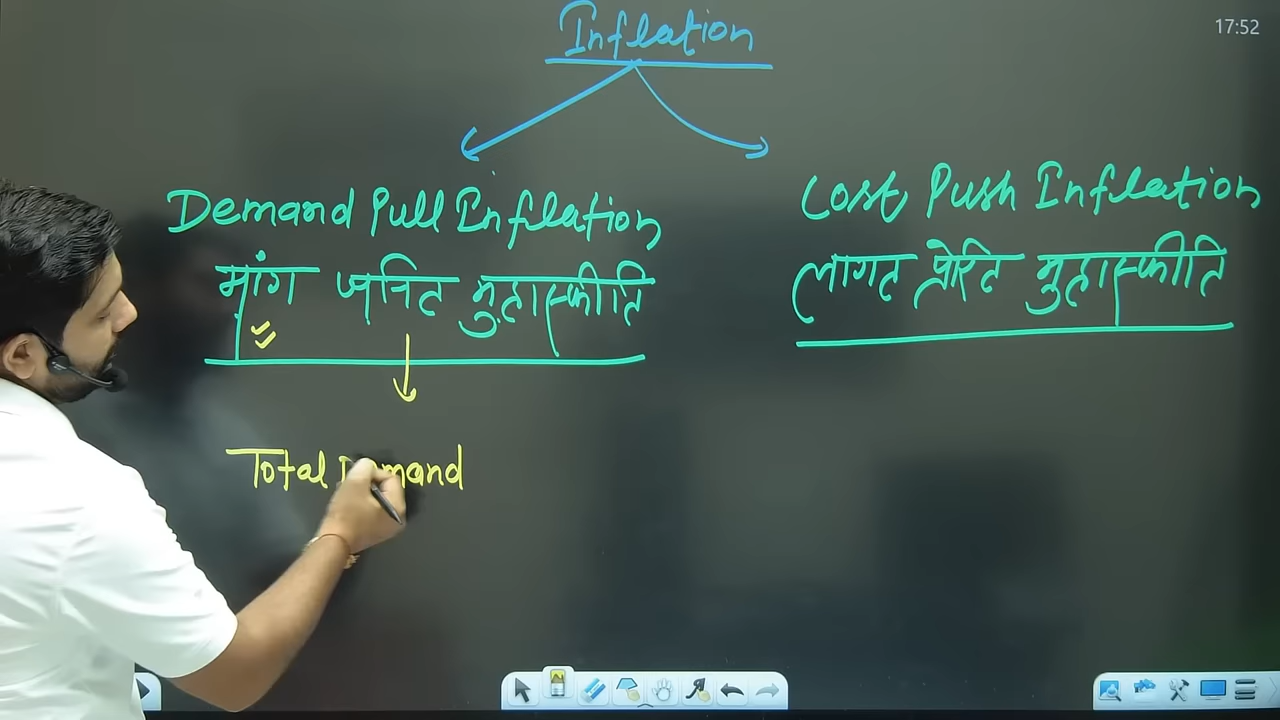 17:52
Inflation
Demand Pull Inflation
मांग जनित मुद्रास्फीति
Cost Push Inflation
लागत प्रेरित मुद्रास्फीति
Total Demand